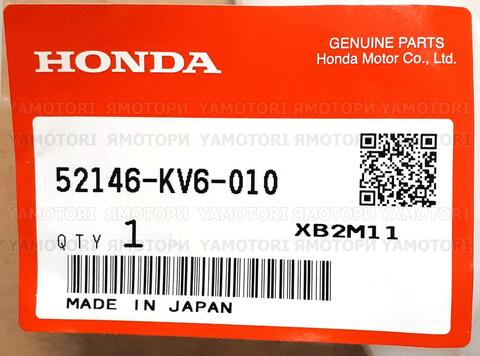 HONDA
GENUINE PARTS
Honda Motor Co., Ltd.
YAMOTORI ЯМОТОРИ YAMOTORI ЯМОТОРИ YAMOTORI
52146-KV6-010
QTY 1
XB2M11
MADE IN JAPAN